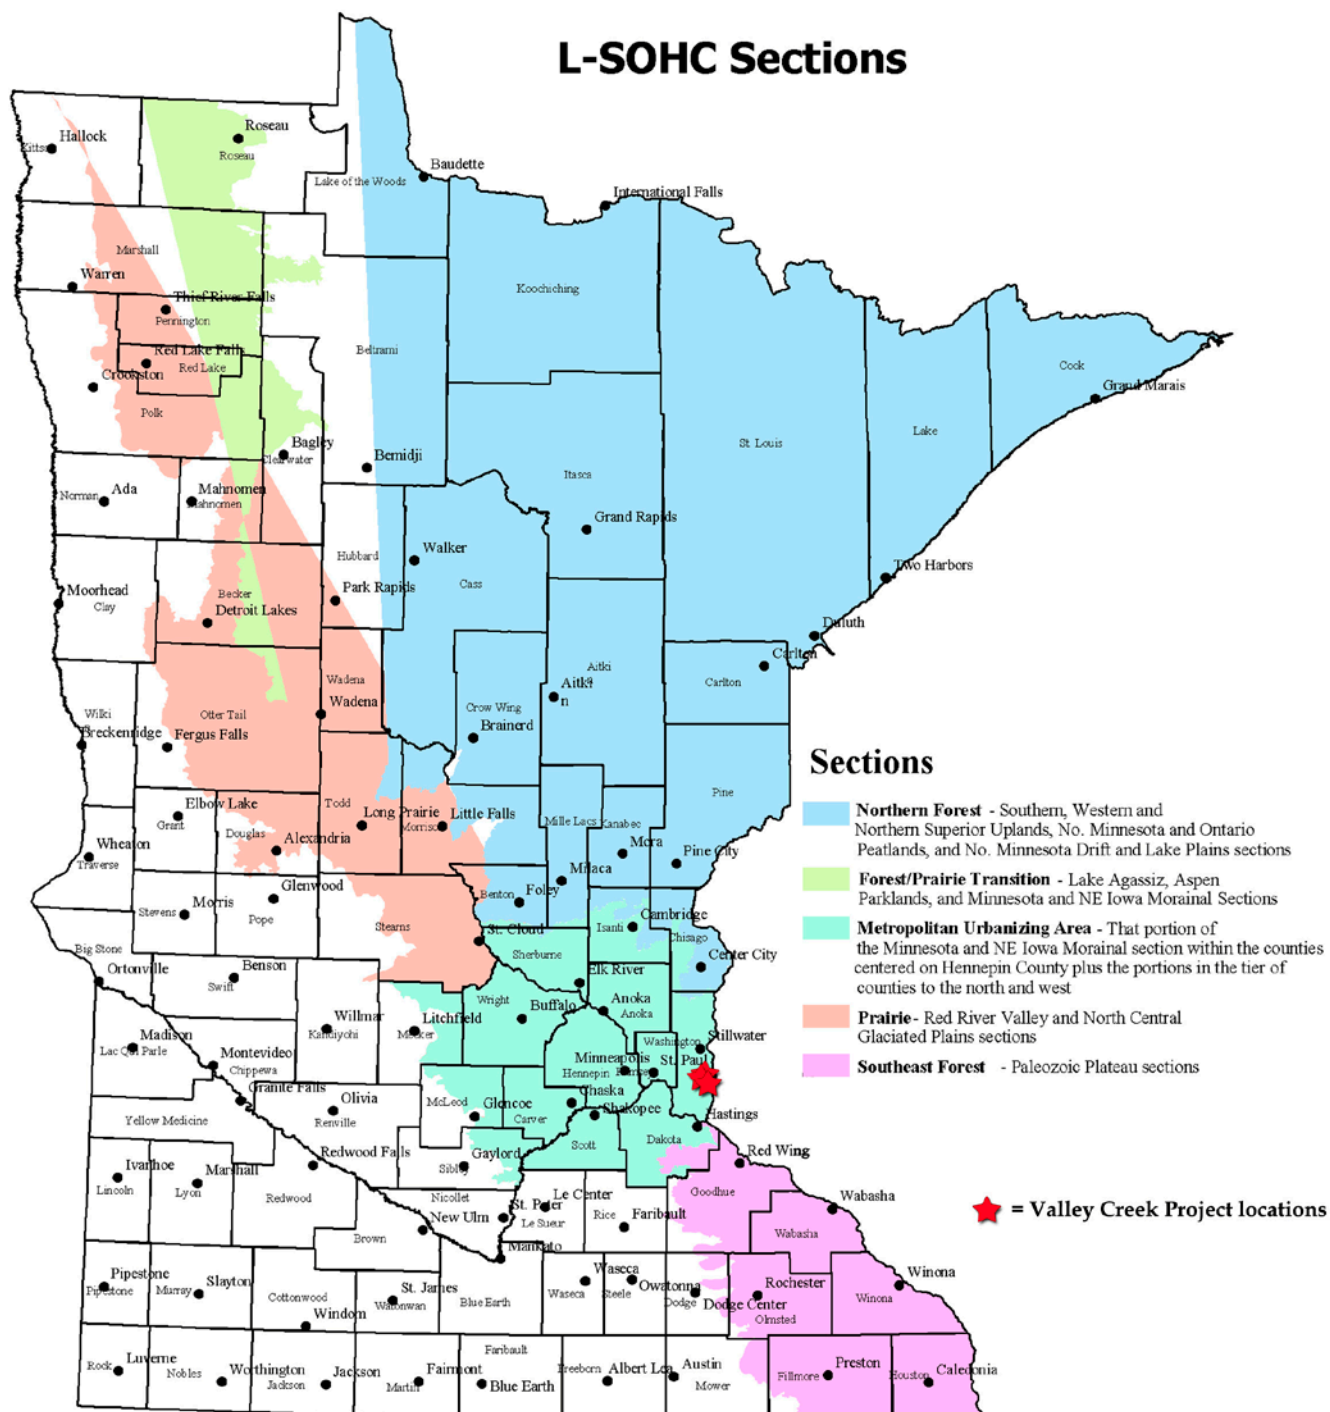 L-SOHC Sections
Hallock
Roseau
Roseau
Baudette
Lake of the Woods
International Falls
Marshall
Warren
Thief River Falls
Pennington
Koochiching
Beltrami
Red Lake Falls
Red Lake
Crookston
Polk
Cook
Grand Marais
St. Louis
Lake
Bagley
Clearwater
Bemidji
Itasca
Norman
Ada
Mahnomen
Mahnomen
Grand Rapids
Hubbard
Walker
Cass
Two Harbors
Moorhead
Clay
Becker
Detroit Lakes
Park Rapids
Duluth
Carlton
Carlton
Aitki
Aitki
n
Wadena
Wadena
Wilki
Otter Tail
Crow Wing
Brainerd
Breckenridge
Fergus Falls
Sections
Pine
Elbow Lake
Grant
Todd
Long Prairie
Little Falls
Morrison
Mille Lacs
Kanabec
Northern Forest - Southern, Western and
Northern Superior Uplands, No. Minnesota and Ontario
Peatlands, and No. Minnesota Drift and Lake Plains sections
Douglas
Alexandria
Wheaton
Traverse
Mora
Pine City
Milaca
Forest/Prairie Transition - Lake Agassiz, Aspen
Parklands, and Minnesota and NE Iowa Morainal Sections
Glenwood
Morris
Stevens
Pope
Benton
Foley
Stearns
St. Cloud
Isanti
Cambridge
Chisago
Metropolitan Urbanizing Area - That portion of
the Minnesota and NE Iowa Morainal section within the counties
centered on Hennepin County plus the portions in the tier of
counties to the north and west
Big Stone
Ortonville
Benson
Swift
Sherburne
Elk River
Center City
Wright
Buffalo
Anoka
Anoka
Prairie- Red River Valley and North Central
Glaciated Plains sections
Willmar
Kandiyohi
Litchfield
Meeker
Madison
Lac Qui Parle
Montevideo
Chippewa
Washington
Stillwater
Minneapolis
Hennepin
Ramsey
St. Paul
Southeast Forest - Paleozoic Plateau sections
Granite Falls
Olivia
Renville
McLeod
Glencoe
Carver
Chaska
Shakopee
Hastings
Yellow Medicine
Scott
Dakota
Ivanhoe
Lincoln
Marshall
Lyon
Redwood Falls
Redwood
Sibley
Gaylord
Red Wing
Goodhue
Wabasha
Wabasha
Nicollet
St. Peter
Le Center
Le Sueur
Rice
Faribault
New Ulm
Brown
Mankato
= Valley Creek Project locations
Pipestone
Pipestone
Murray
Slayton
Cottonwood
Windom
St. James
Watonwan
Blue Earth
Waseca
Waseca
Steele
Owatonna
Dodge
Dodge Center
Rochester
Olmsted
Winona
Winona
Rock
Luverne
Nobles
Worthington
Jackson
Jackson
Martin
Fairmont
Faribault
Blue Earth
Freeborn
Albert Lea
Austin
Mower
Fillmore
Preston
Houston
Caledonia